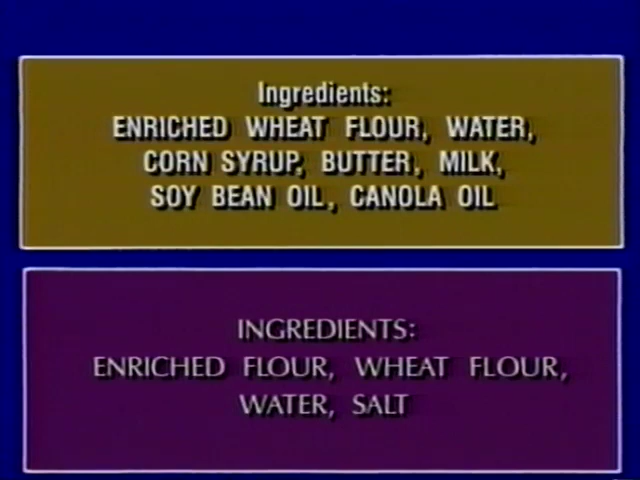 Ingredients:
ENRICHED WHEAT FLOUR, WATER,
CORN SYRUP, BUTTER, MILK,
SOY BEAN OIL, CANOLA OIL
INGREDIENTS:
ENRICHED FLOUR, WHEAT FLOUR,
WATER, SALT